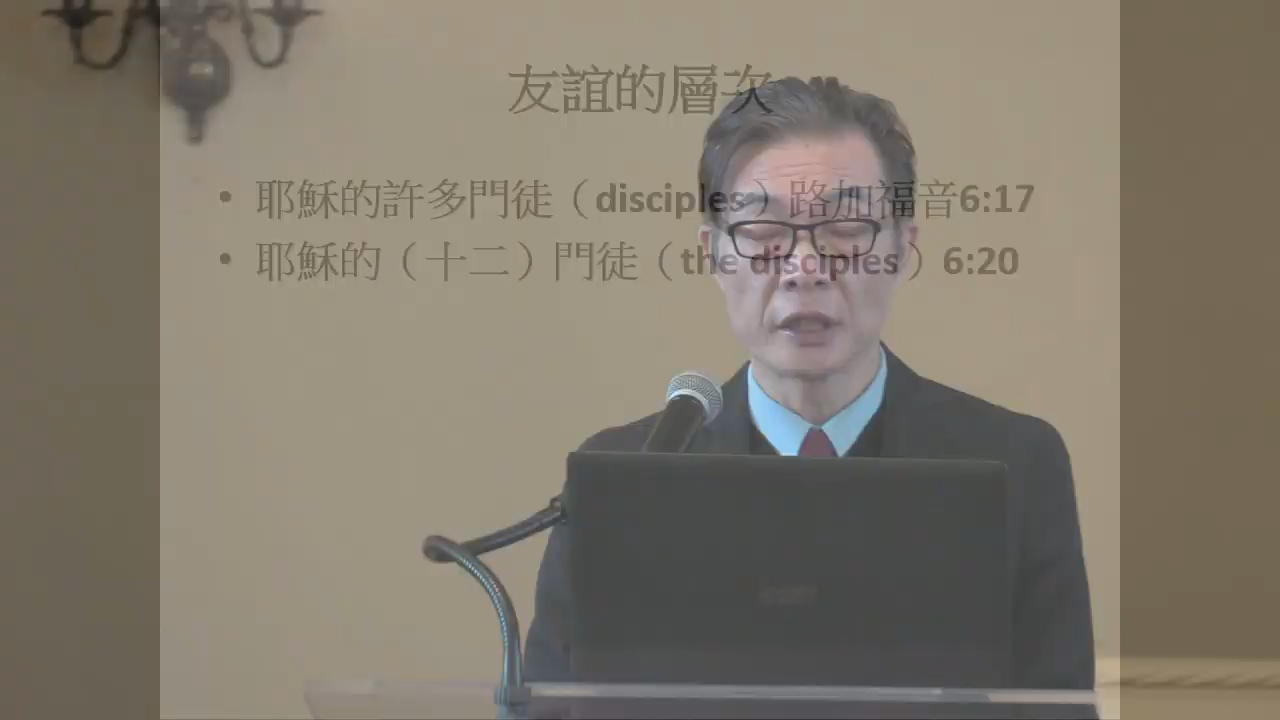 友誼的層次
• 耶穌的許多門徒（disciples）路加福音6:17
• 耶穌的（十二）門徒（the disciples）6:20